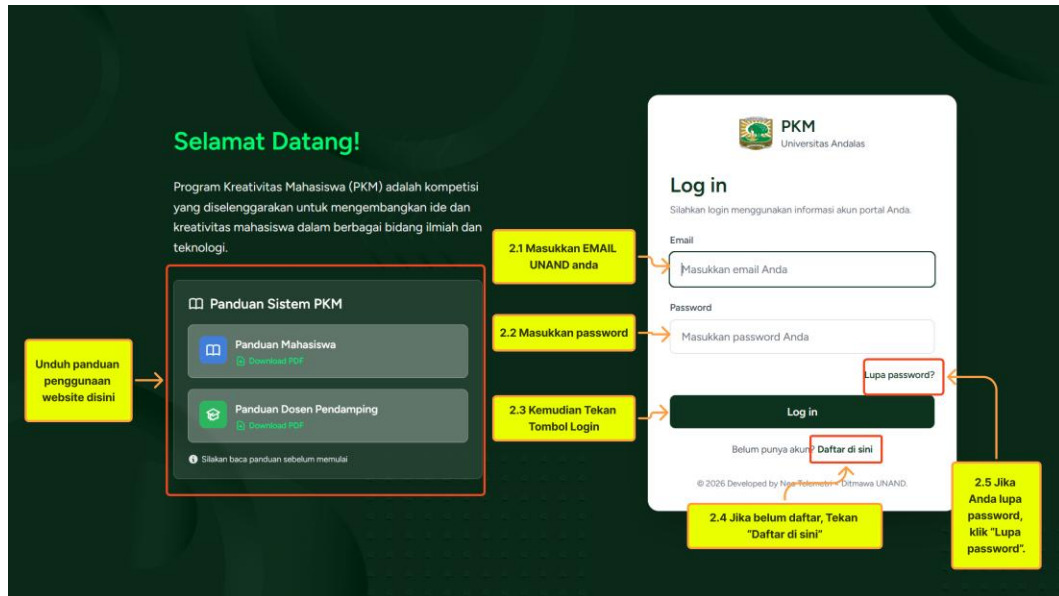 Selamat Datang!
Program Kreativitas Mahasiswa (PKM) adalah kompetisi
yang diselenggarakan untuk mengembangkan ide dan
kreativitas mahasiswa dalam berbagai bidang ilmiah dan
teknologi.
Panduan Sistem PKM
Panduan Mahasiswa
Download PDF
Panduan Dosen Pendamping
Download PDF
Silakan baca panduan sebelum memulai
Unduh panduan
penggunaan
website disini
PKM
Universitas Andalas
Log in
Silahkan login menggunakan informasi akun portal Anda.
2.1 Masukkan EMAIL
UNAND anda
Email
Masukkan email Anda
2.2 Masukkan password
Password
Masukkan password Anda
Lupa password?
2.3 Kemudian Tekan
Tombol Login
Log in
Belum punya akun? Daftar di sini
© 2026 Developed by Neo Telemetri - Ditmawa UNAND.
2.4 Jika belum daftar, Tekan
"Daftar di sini"
2.5 Jika
Anda lupa
password,
klik "Lupa
password".